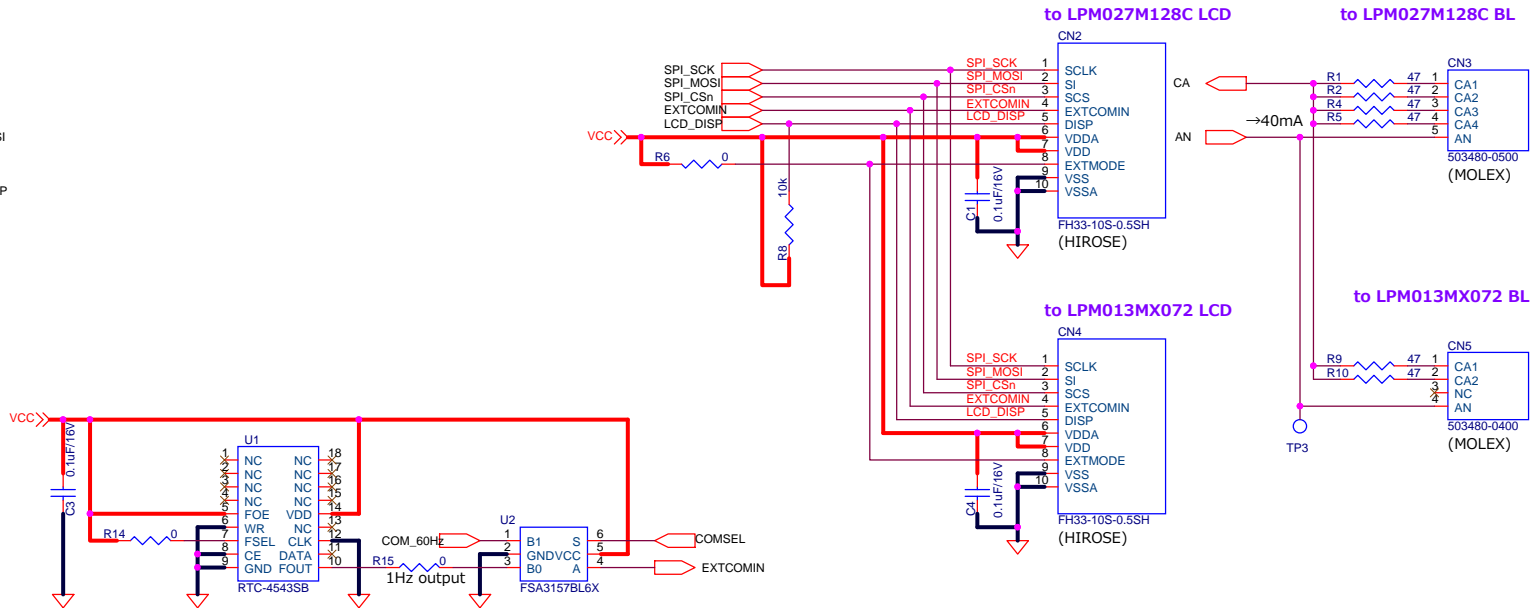 to LPM027M128C LCD
to LPM027M128C BL
CN2
CN3
SPI_SCK
SPI_MOSI
SPI_CSn
EXTCOMIN
LCD_DISP
SPI_SCK
SPI_MOSI
SPI_CSn
EXTCOMIN
LCD_DISP
1 SCLK
2 SI
3 SCS
4 EXTCOMIN
5 DISP
6 VDDA
7 VDD
8 EXTMODE
9 VSS
10 VSSA
FH33-10S-0.5SH
(HIROSE)
CA
AN
→40mA
R1 47 1 CA1
R2 47 2 CA2
R4 47 3 CA3
R5 47 4 CA4
5 AN
503480-0500
(MOLEX)
SI
P
VCC
R6 0
10k
R8
C1
0.1uF/16V
to LPM013MX072 LCD
to LPM013MX072 BL
CN4
CN5
SPI_SCK
SPI_MOSI
SPI_CSn
EXTCOMIN
LCD_DISP
1 SCLK
2 SI
3 SCS
4 EXTCOMIN
5 DISP
6 VDDA
7 VDD
8 EXTMODE
9 VSS
10 VSSA
FH33-10S-0.5SH
(HIROSE)
C4
0.1uF/16V
R9 47 1 CA1
R10 47 2 CA2
3 NC
4 AN
503480-0400
(MOLEX)
TP3
VCC
C3
0.1uF/16V
U1
1 NC NC 18
2 NC NC 17
3 NC NC 16
4 NC NC 15
5 FOE VDD 14
6 WR NC 13
7 FSEL CLK 12
8 CE DATA 11
9 GND FOUT 10
RTC-4543SB
R14 0
R15 0
1Hz output
COM_60Hz
U2
1 B1 S 6
2 GND VCC 5
3 B0 A 4
FSA3157BL6X
COMSEL
EXTCOMIN